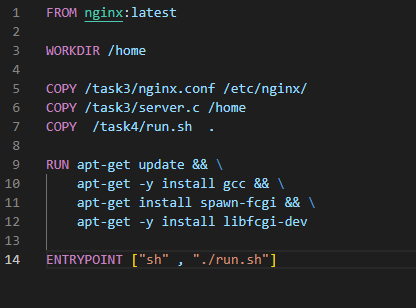 1 FROM nginx:latest
2
3 WORKDIR /home
4
5 COPY /task3/nginx.conf /etc/nginx/
6 COPY /task3/server.c /home
7 COPY  /task4/run.sh  .
8
9 RUN apt-get update && \
10     apt-get -y install gcc && \
11     apt-get install spawn-fcgi && \
12     apt-get -y install libfcgi-dev
13
14 ENTRYPOINT ["sh" , "./run.sh"]